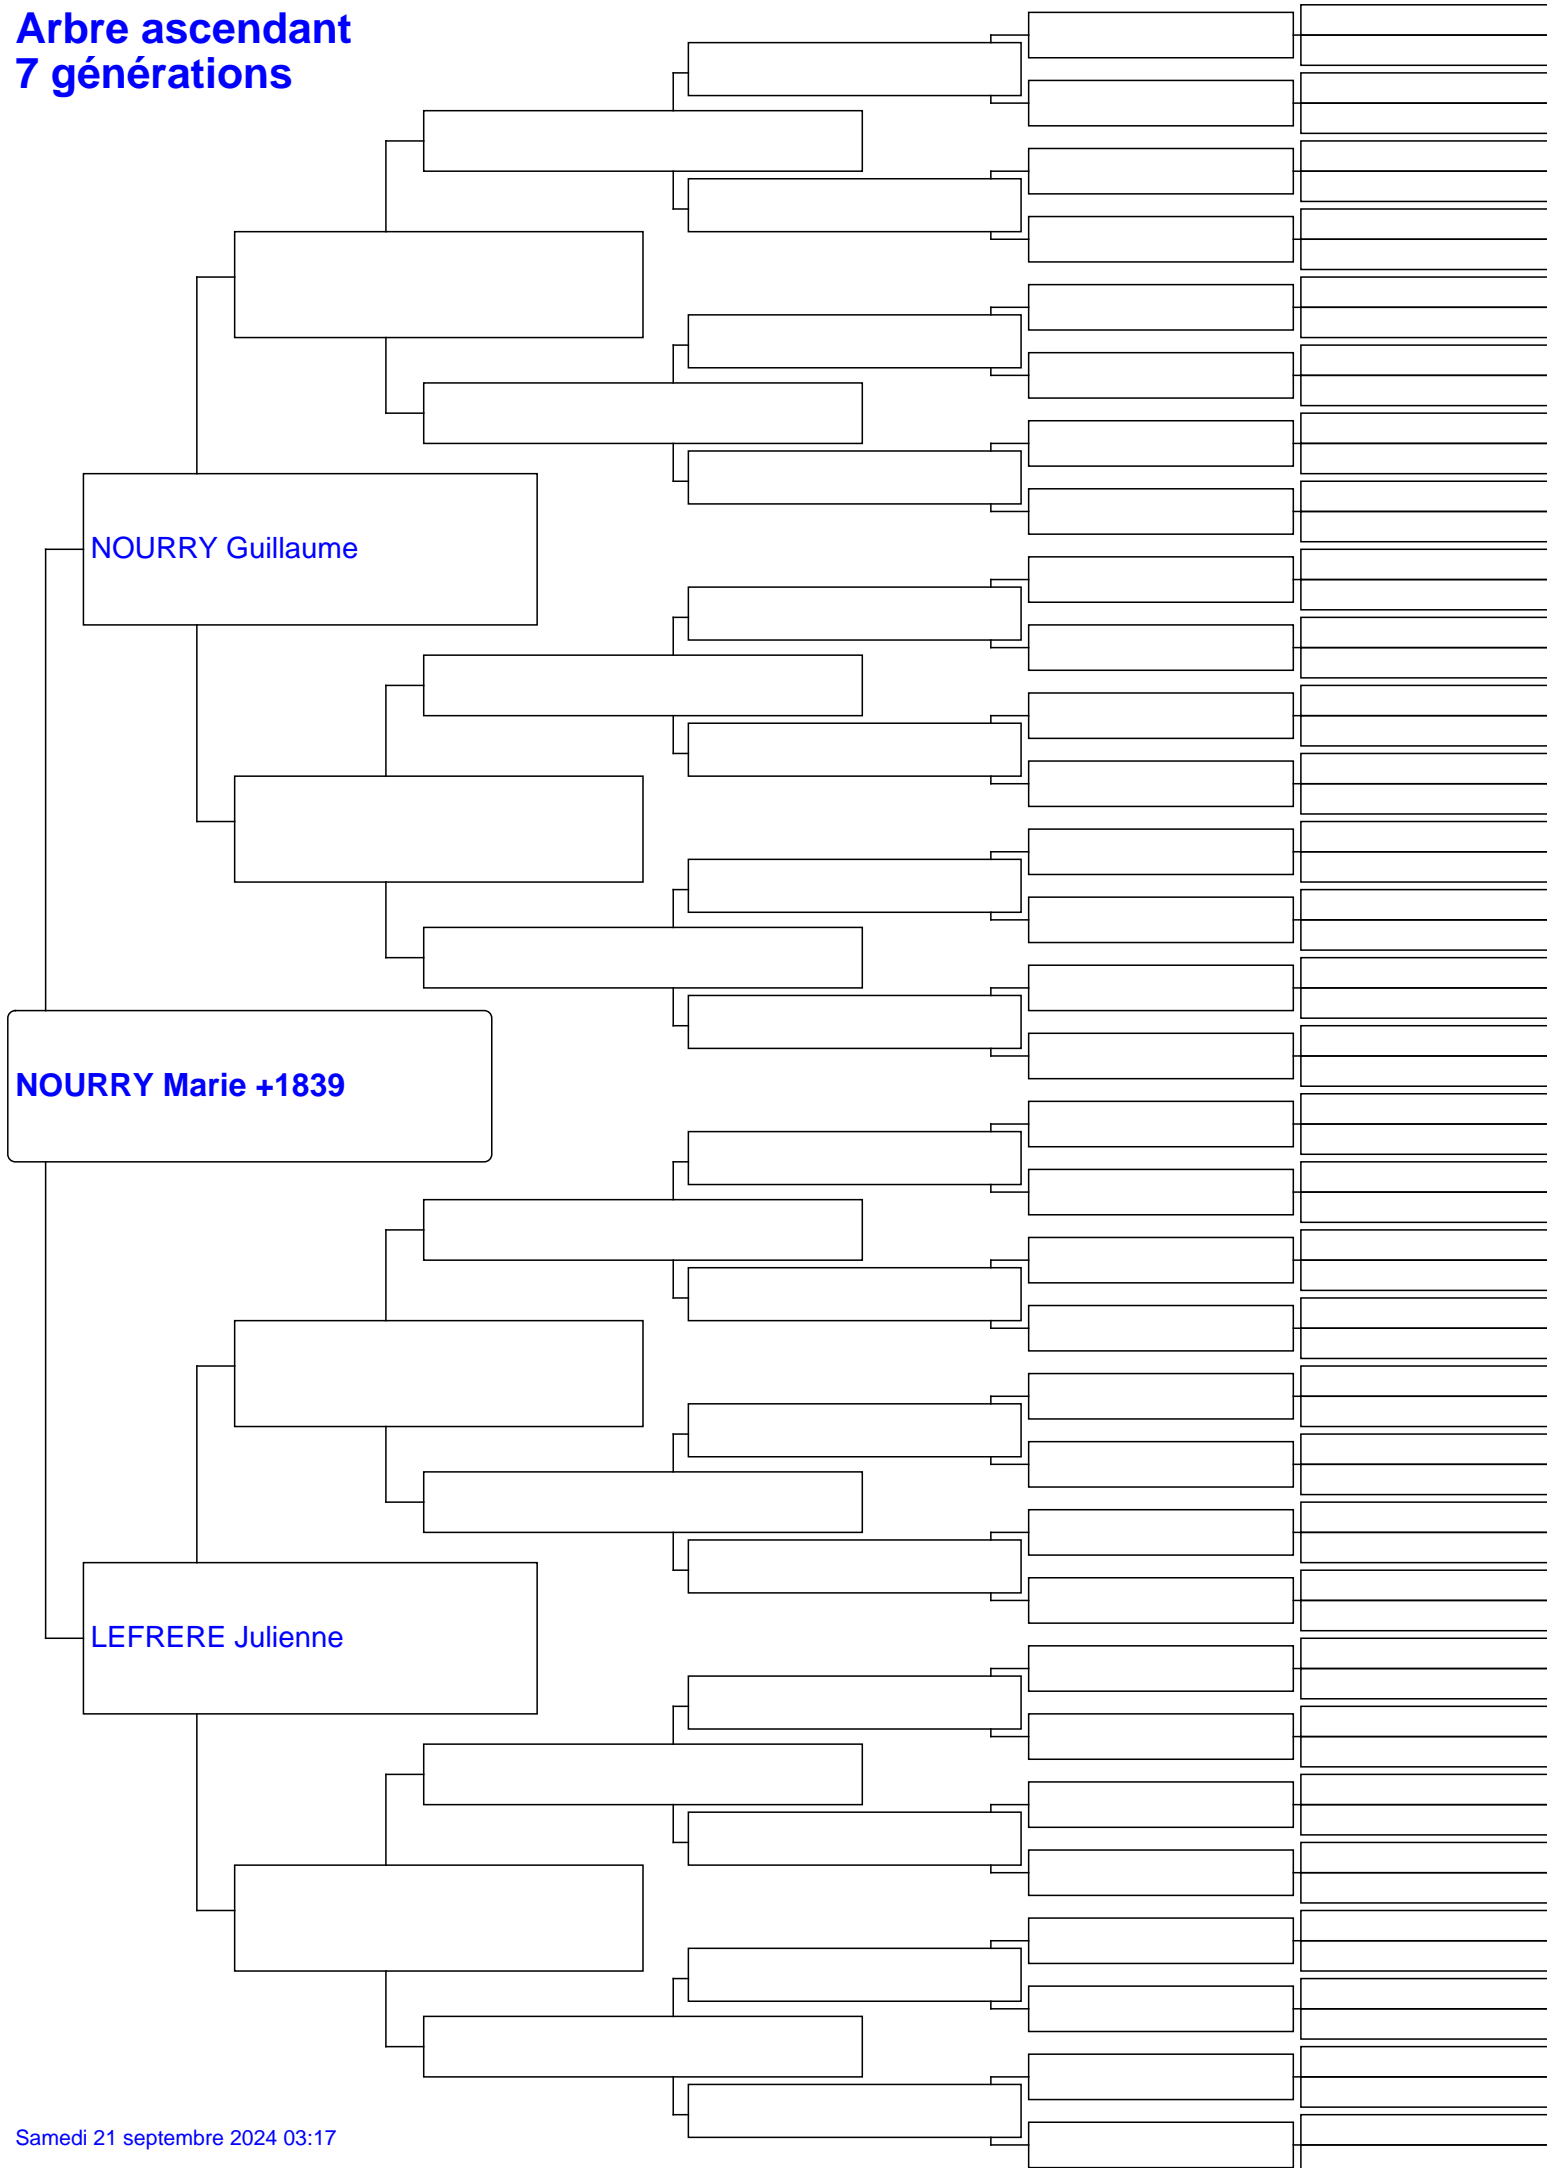 Arbre ascendant
7 générations
NOURRY Guillaume
NOURRY Marie +1839
LEFRERE Julienne
Samedi 21 septembre 2024 03:17